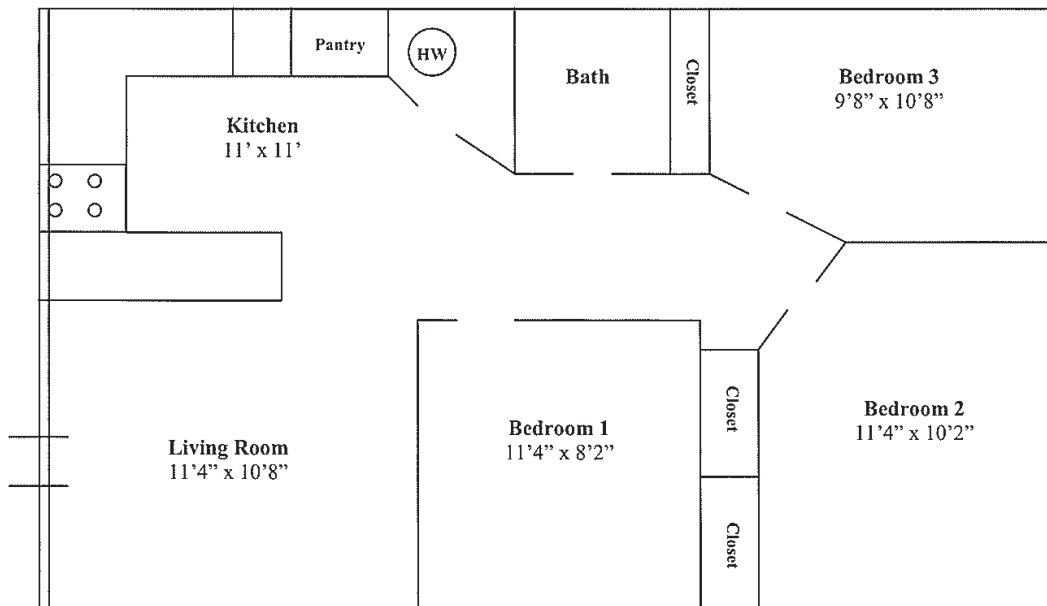 Pantry
HW
Bath
Closet
Bedroom 3
9’8” x 10’8”
Kitchen
11’ x 11’
Living Room
11’4” x 10’8”
Bedroom 1
11’4” x 8’2”
Closet
Closet
Bedroom 2
11’4” x 10’2”